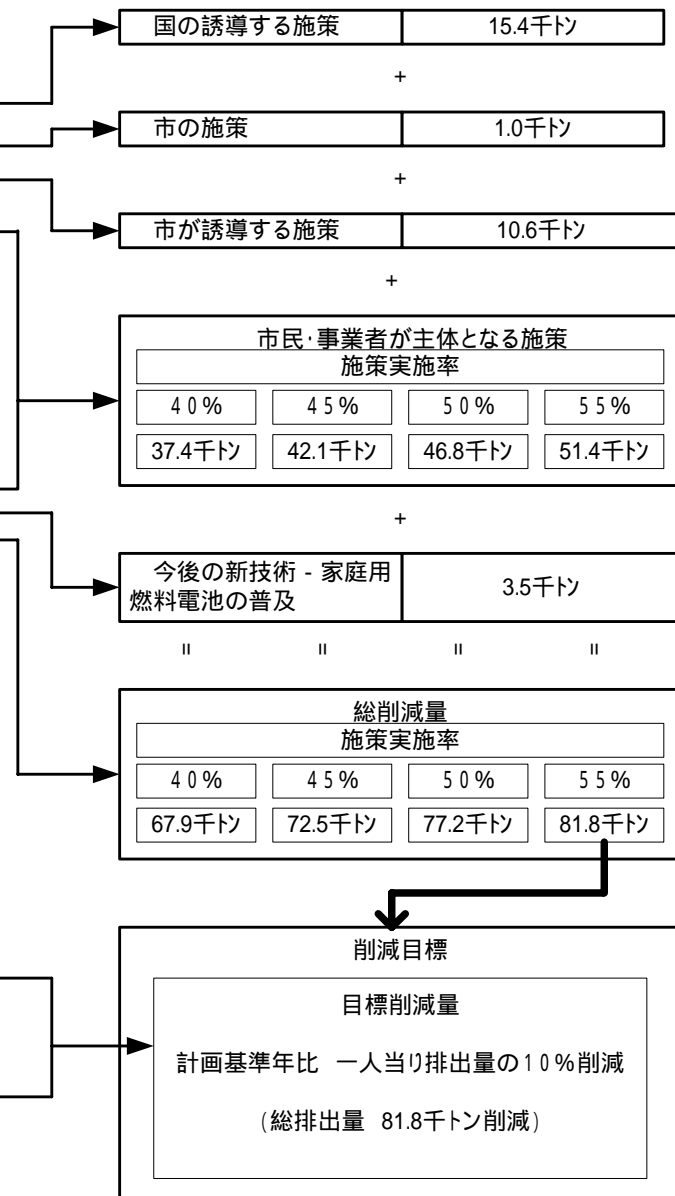 国の誘導する施策 15.4千トン
+
市の施策 1.0千トン
+
市が誘導する施策 10.6千トン
+
市民･事業者が主体となる施策
施策実施率
40% 45% 50% 55%
37.4千トン 42.1千トン 46.8千トン 51.4千トン
+
今後の新技術 - 家庭用
燃料電池の普及 3.5千トン
= = = =
総削減量
施策実施率
40% 45% 50% 55%
67.9千トン 72.5千トン 77.2千トン 81.8千トン
削減目標
目標削減量
計画基準年比 一人当り排出量の10%削減
(総排出量 81.8千トン削減)